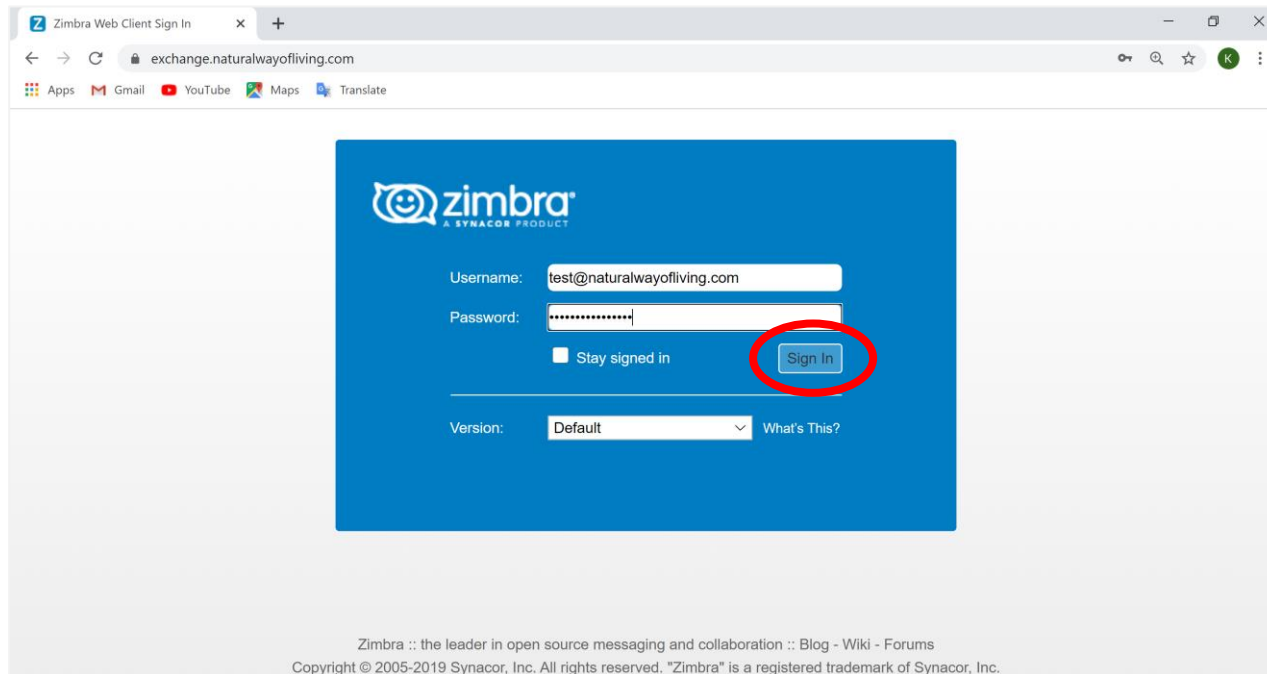 Zimbra Web Client Sign In
exchange.naturalwayofliving.com
K
Apps Gmail YouTube Maps Translate
zimbra®
A SYNACOR PRODUCT
Username: test@naturalwayofliving.com
Password: ••••••••••••••••
Stay signed in Sign In
Version: Default What's This?
Zimbra :: the leader in open source messaging and collaboration :: Blog - Wiki - Forums
Copyright © 2005-2019 Synacor, Inc. All rights reserved. "Zimbra" is a registered trademark of Synacor, Inc.